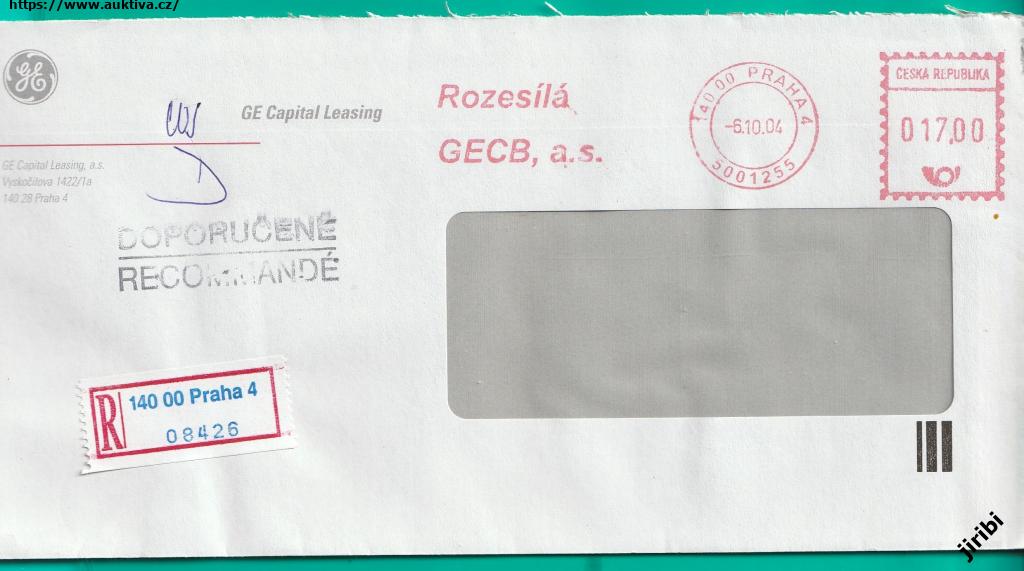 https://www.auktiva.cz/
GE
GE Capital Leasing
GE Capital Leasing, a.s.
Vyskočilova 1422/1a
140 28 Praha 4
Rozesílá
GECB, a.s.
140 00 PRAHA 4
-6.10.04
5001255
ČESKÁ REPUBLIKA
017,00
DOPORUČENĚ
RECOMMANDÉ
R
140 00 Praha 4
08426
jiribi